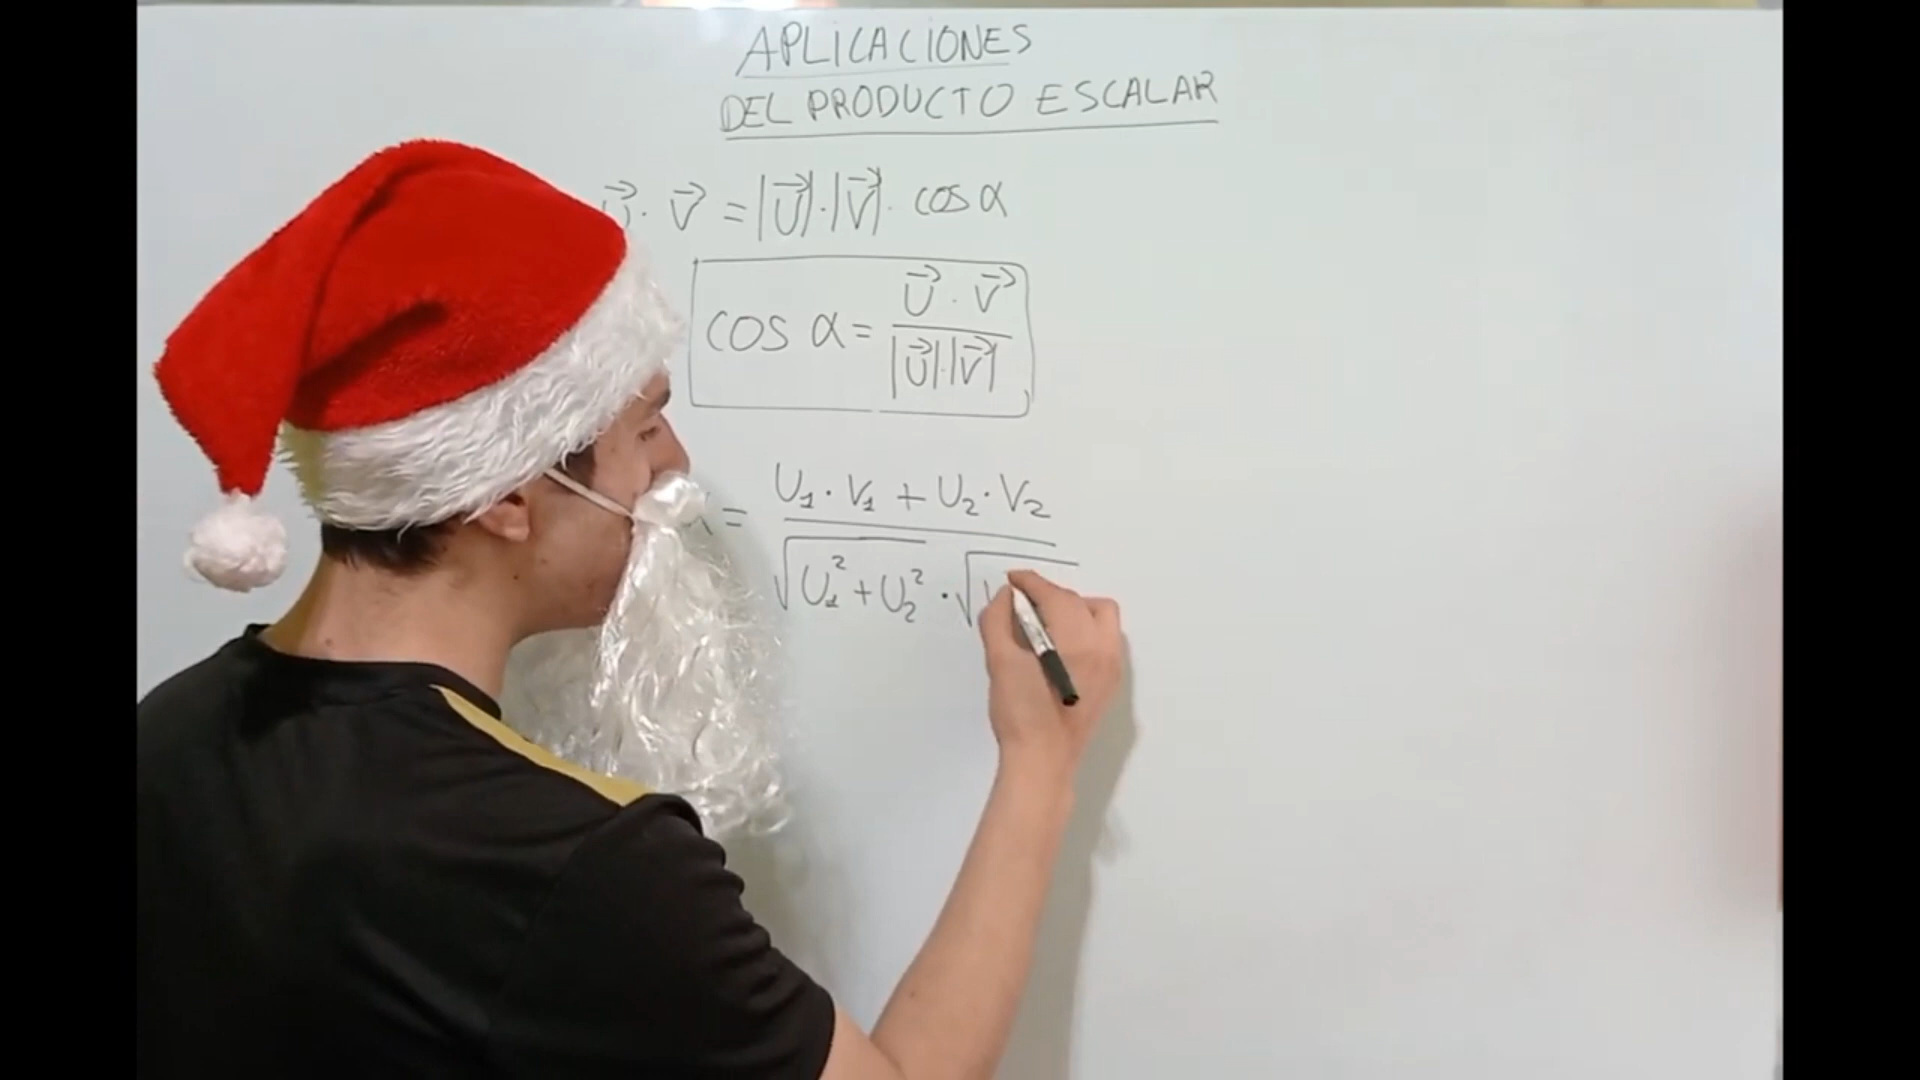 APLICACIONES
DEL PRODUCTO ESCALAR
U⃗ · V⃗ = |U⃗| · |V⃗| · cos α
cos α = (U⃗ · V⃗) / (|U⃗| · |V⃗|)
= (U₁ · V₁ + U₂ · V₂) / (√(U₁² + U₂²) · √